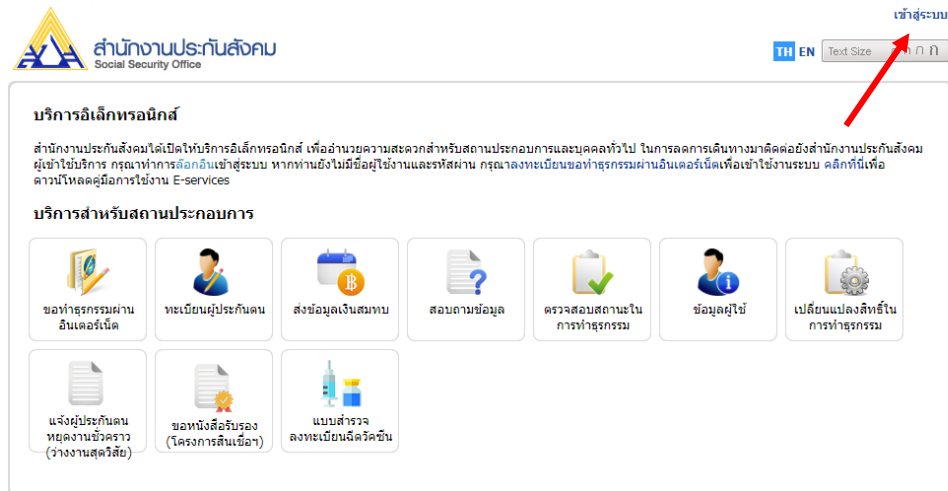 เข้าสู่ระบบ
สำนักงานประกันสังคม
Social Security Office
TH EN Text Size ก ก ก
บริการอิเล็กทรอนิกส์
สำนักงานประกันสังคมได้เปิดให้บริการอิเล็กทรอนิกส์ เพื่ออำนวยความสะดวกสำหรับสถานประกอบการและบุคคลทั่วไป ในการลดการเดินทางมาติดต่อยังสำนักงานประกันสังคม
ผู้เข้าใช้บริการ กรุณาทำการล๊อกอินเข้าสู่ระบบ หากท่านยังไม่มีชื่อผู้ใช้งานและรหัสผ่าน กรุณาลงทะเบียนขอทำธุรกรรมผ่านอินเตอร์เน็ตเพื่อเข้าใช้งานระบบ คลิกที่นี่เพื่อ
ดาวน์โหลดคู่มือการใช้งาน E-services
บริการสำหรับสถานประกอบการ
ขอทำธุรกรรมผ่าน
อินเตอร์เน็ต
ทะเบียนผู้ประกันตน
ส่งข้อมูลเงินสมทบ
สอบถามข้อมูล
ตรวจสอบสถานะใน
การทำธุรกรรม
ข้อมูลผู้ใช้
เปลี่ยนแปลงสิทธิ์ใน
การทำธุรกรรม
แจ้งผู้ประกันตน
หยุดงานชั่วคราว
(ว่างงานสุดวิสัย)
ขอหนังสือรับรอง
(โครงการสินเชื่อฯ)
แบบสำรวจ
ลงทะเบียนฉีดวัคซีน